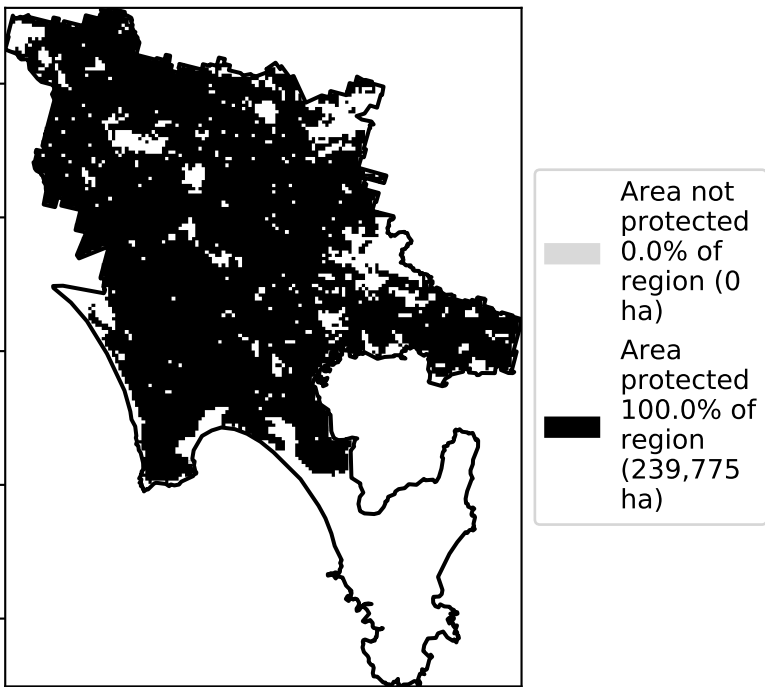 Area not
protected
0.0% of
region (0
ha)
Area
protected
100.0% of
region
(239,775
ha)